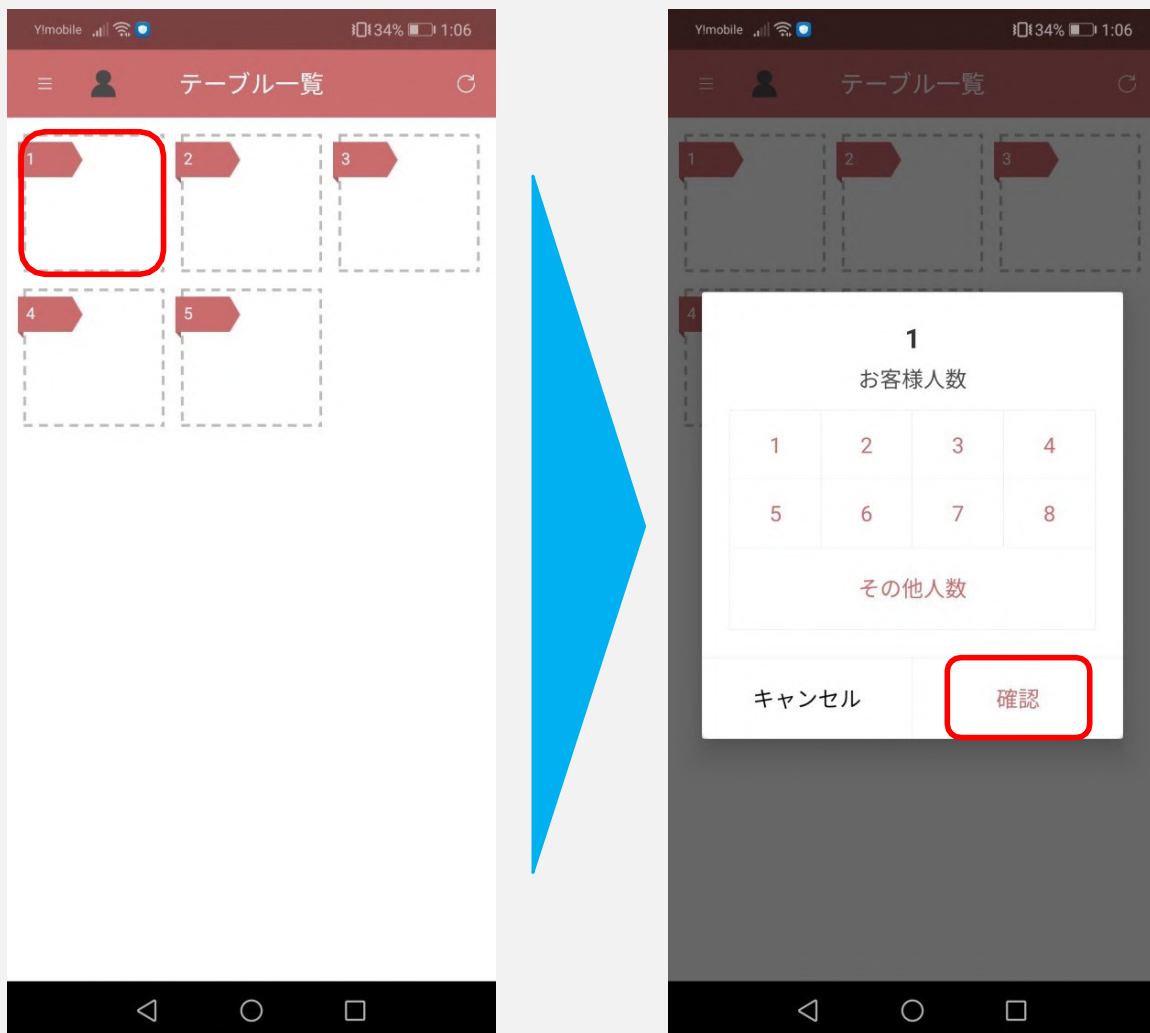 Y!mobile 34% 1:06
テーブル一覧
1 2 3
4 5
Y!mobile 34% 1:06
テーブル一覧
1 2 3
4
1
お客様人数
1 2 3 4
5 6 7 8
その他人数
キャンセル 確認